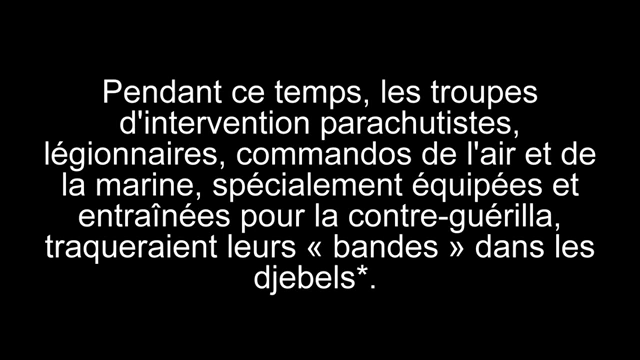 Pendant ce temps, les troupes
d'intervention parachutistes,
légionnaires, commandos de l'air et de
la marine, spécialement équipées et
entraînées pour la contre-guérilla,
traqueraient leurs « bandes » dans les
djebels*.